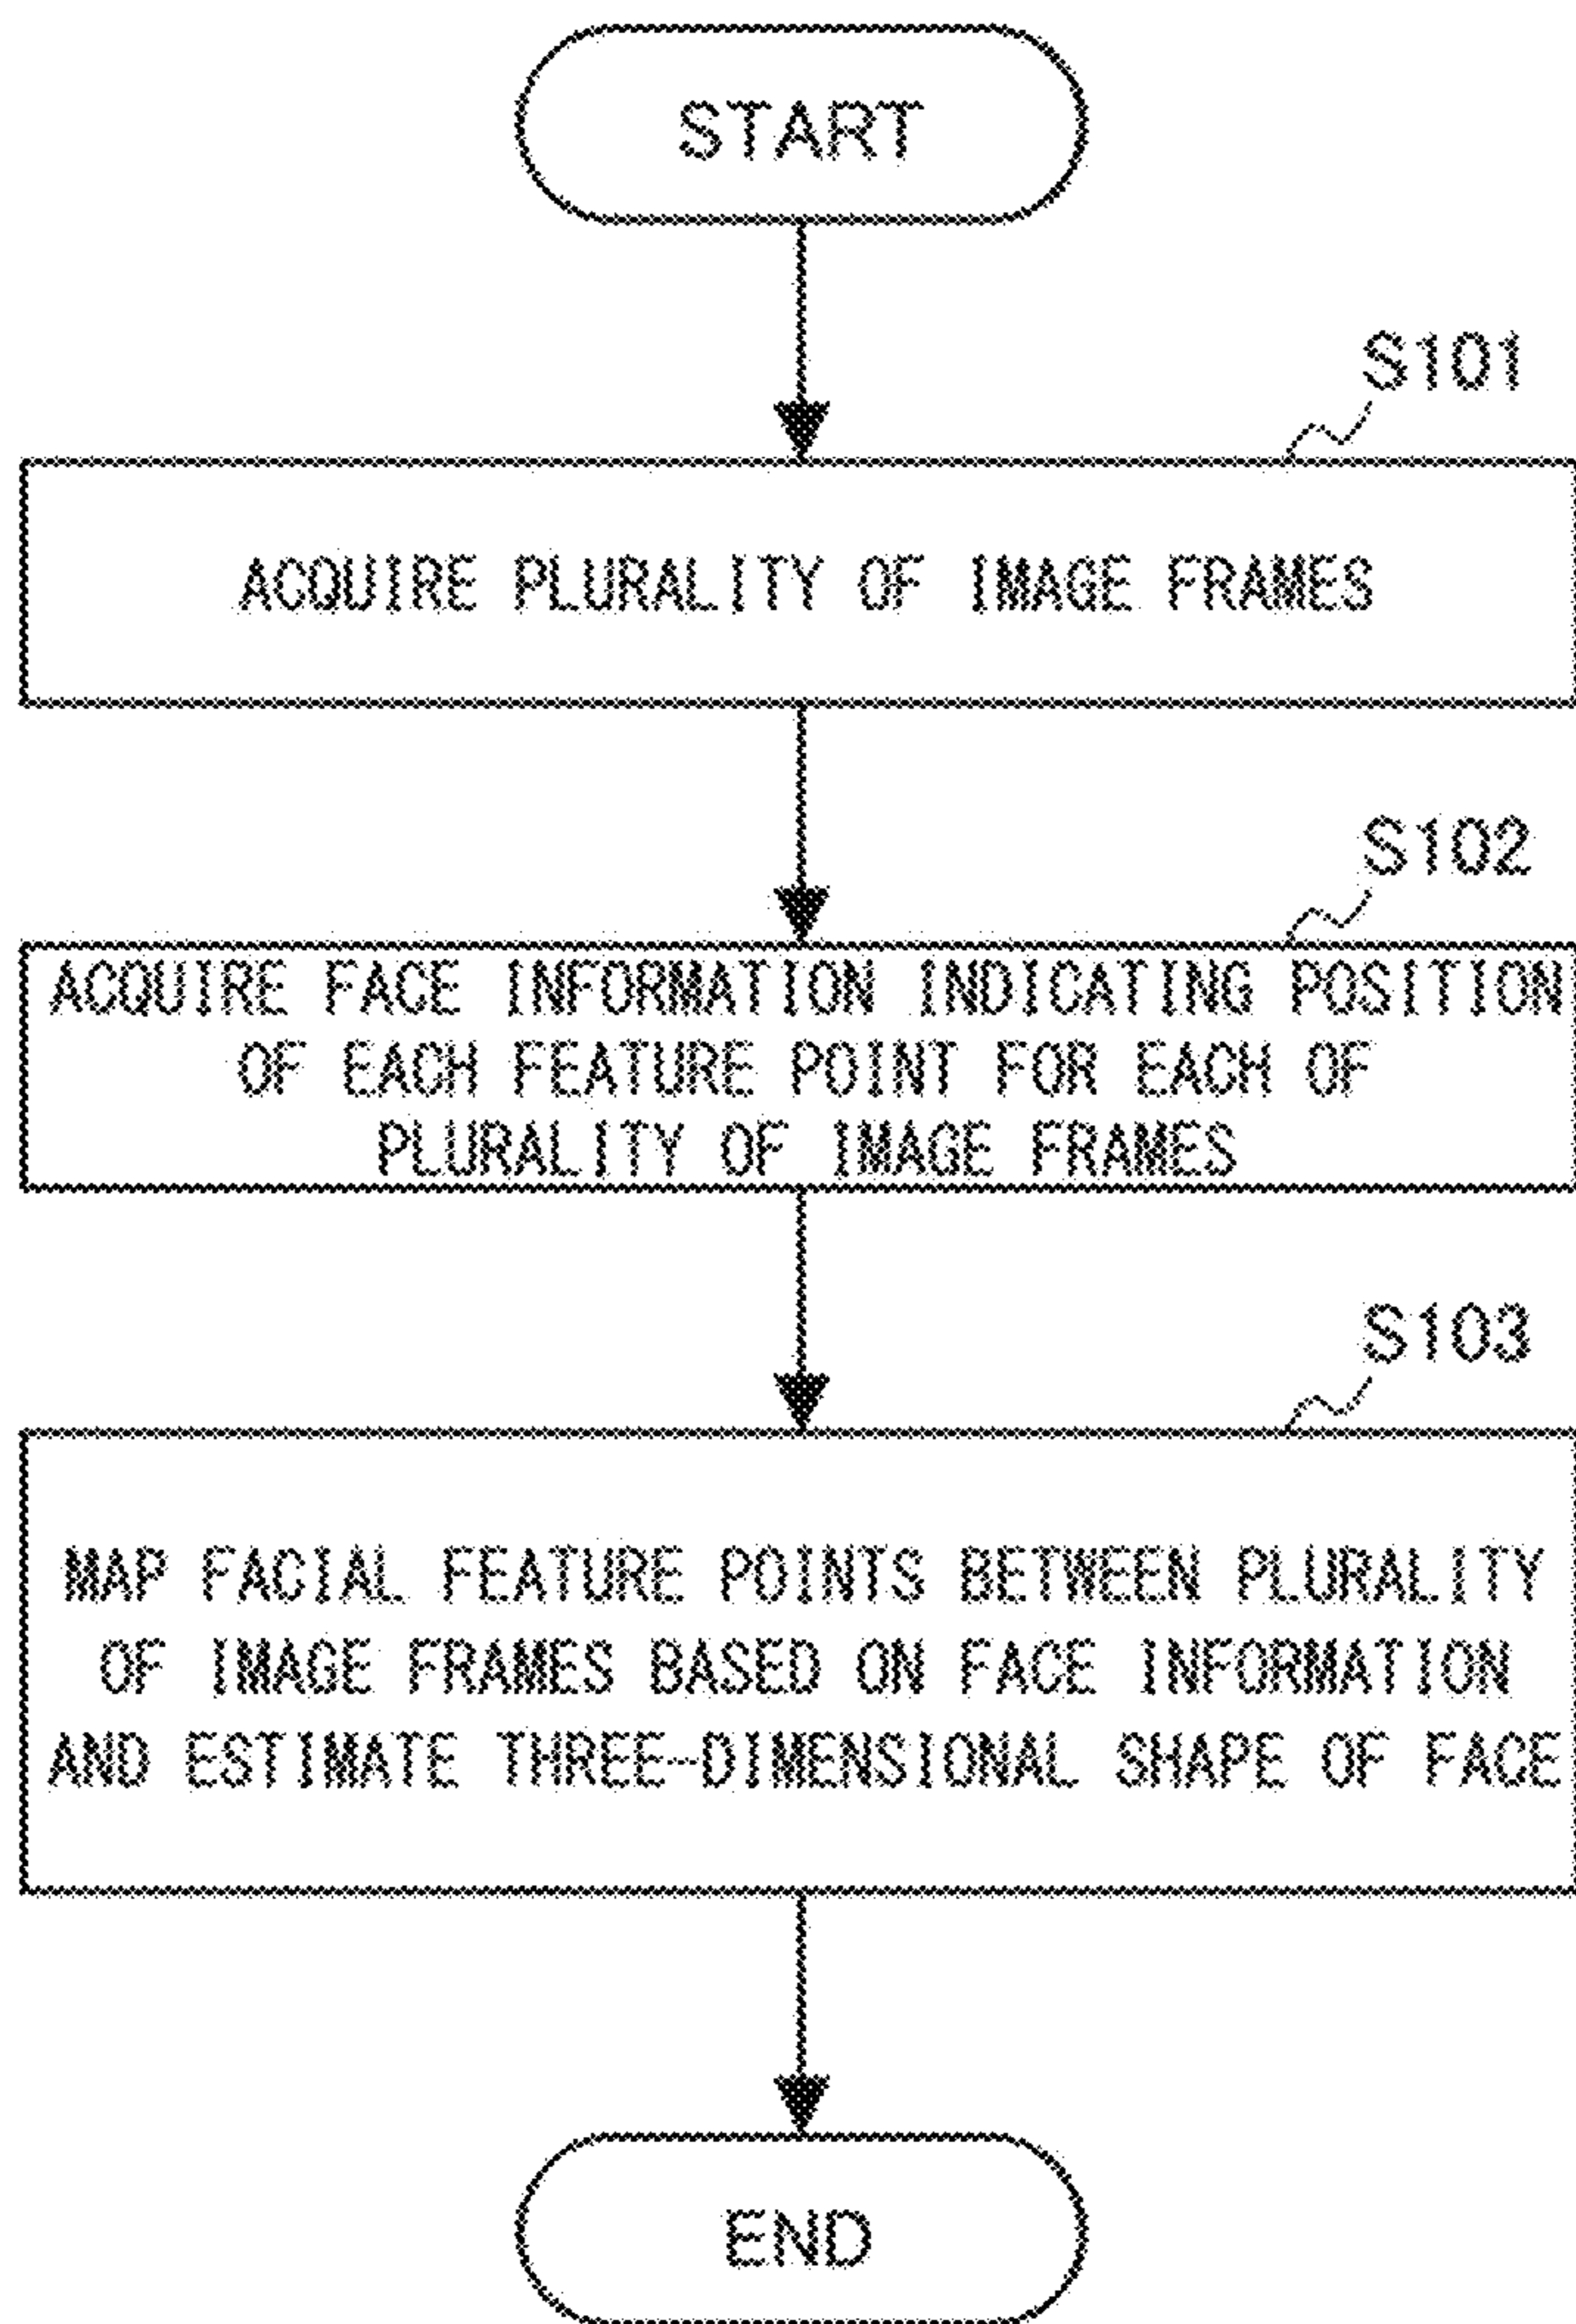 START
S101
ACQUIRE PLURALITY OF IMAGE FRAMES
S102
ACQUIRE FACE INFORMATION INDICATING POSITION
OF EACH FEATURE POINT FOR EACH OF
PLURALITY OF IMAGE FRAMES
S103
MAP FACIAL FEATURE POINTS BETWEEN PLURALITY
OF IMAGE FRAMES BASED ON FACE INFORMATION
AND ESTIMATE THREE-DIMENSIONAL SHAPE OF FACE
END